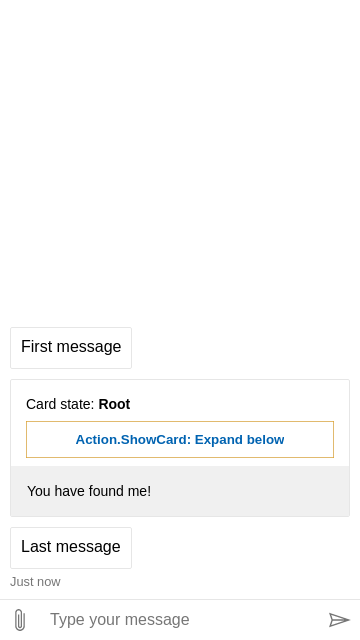 First message
Card state: Root
Action.ShowCard: Expand below
You have found me!
Last message
Just now
Type your message